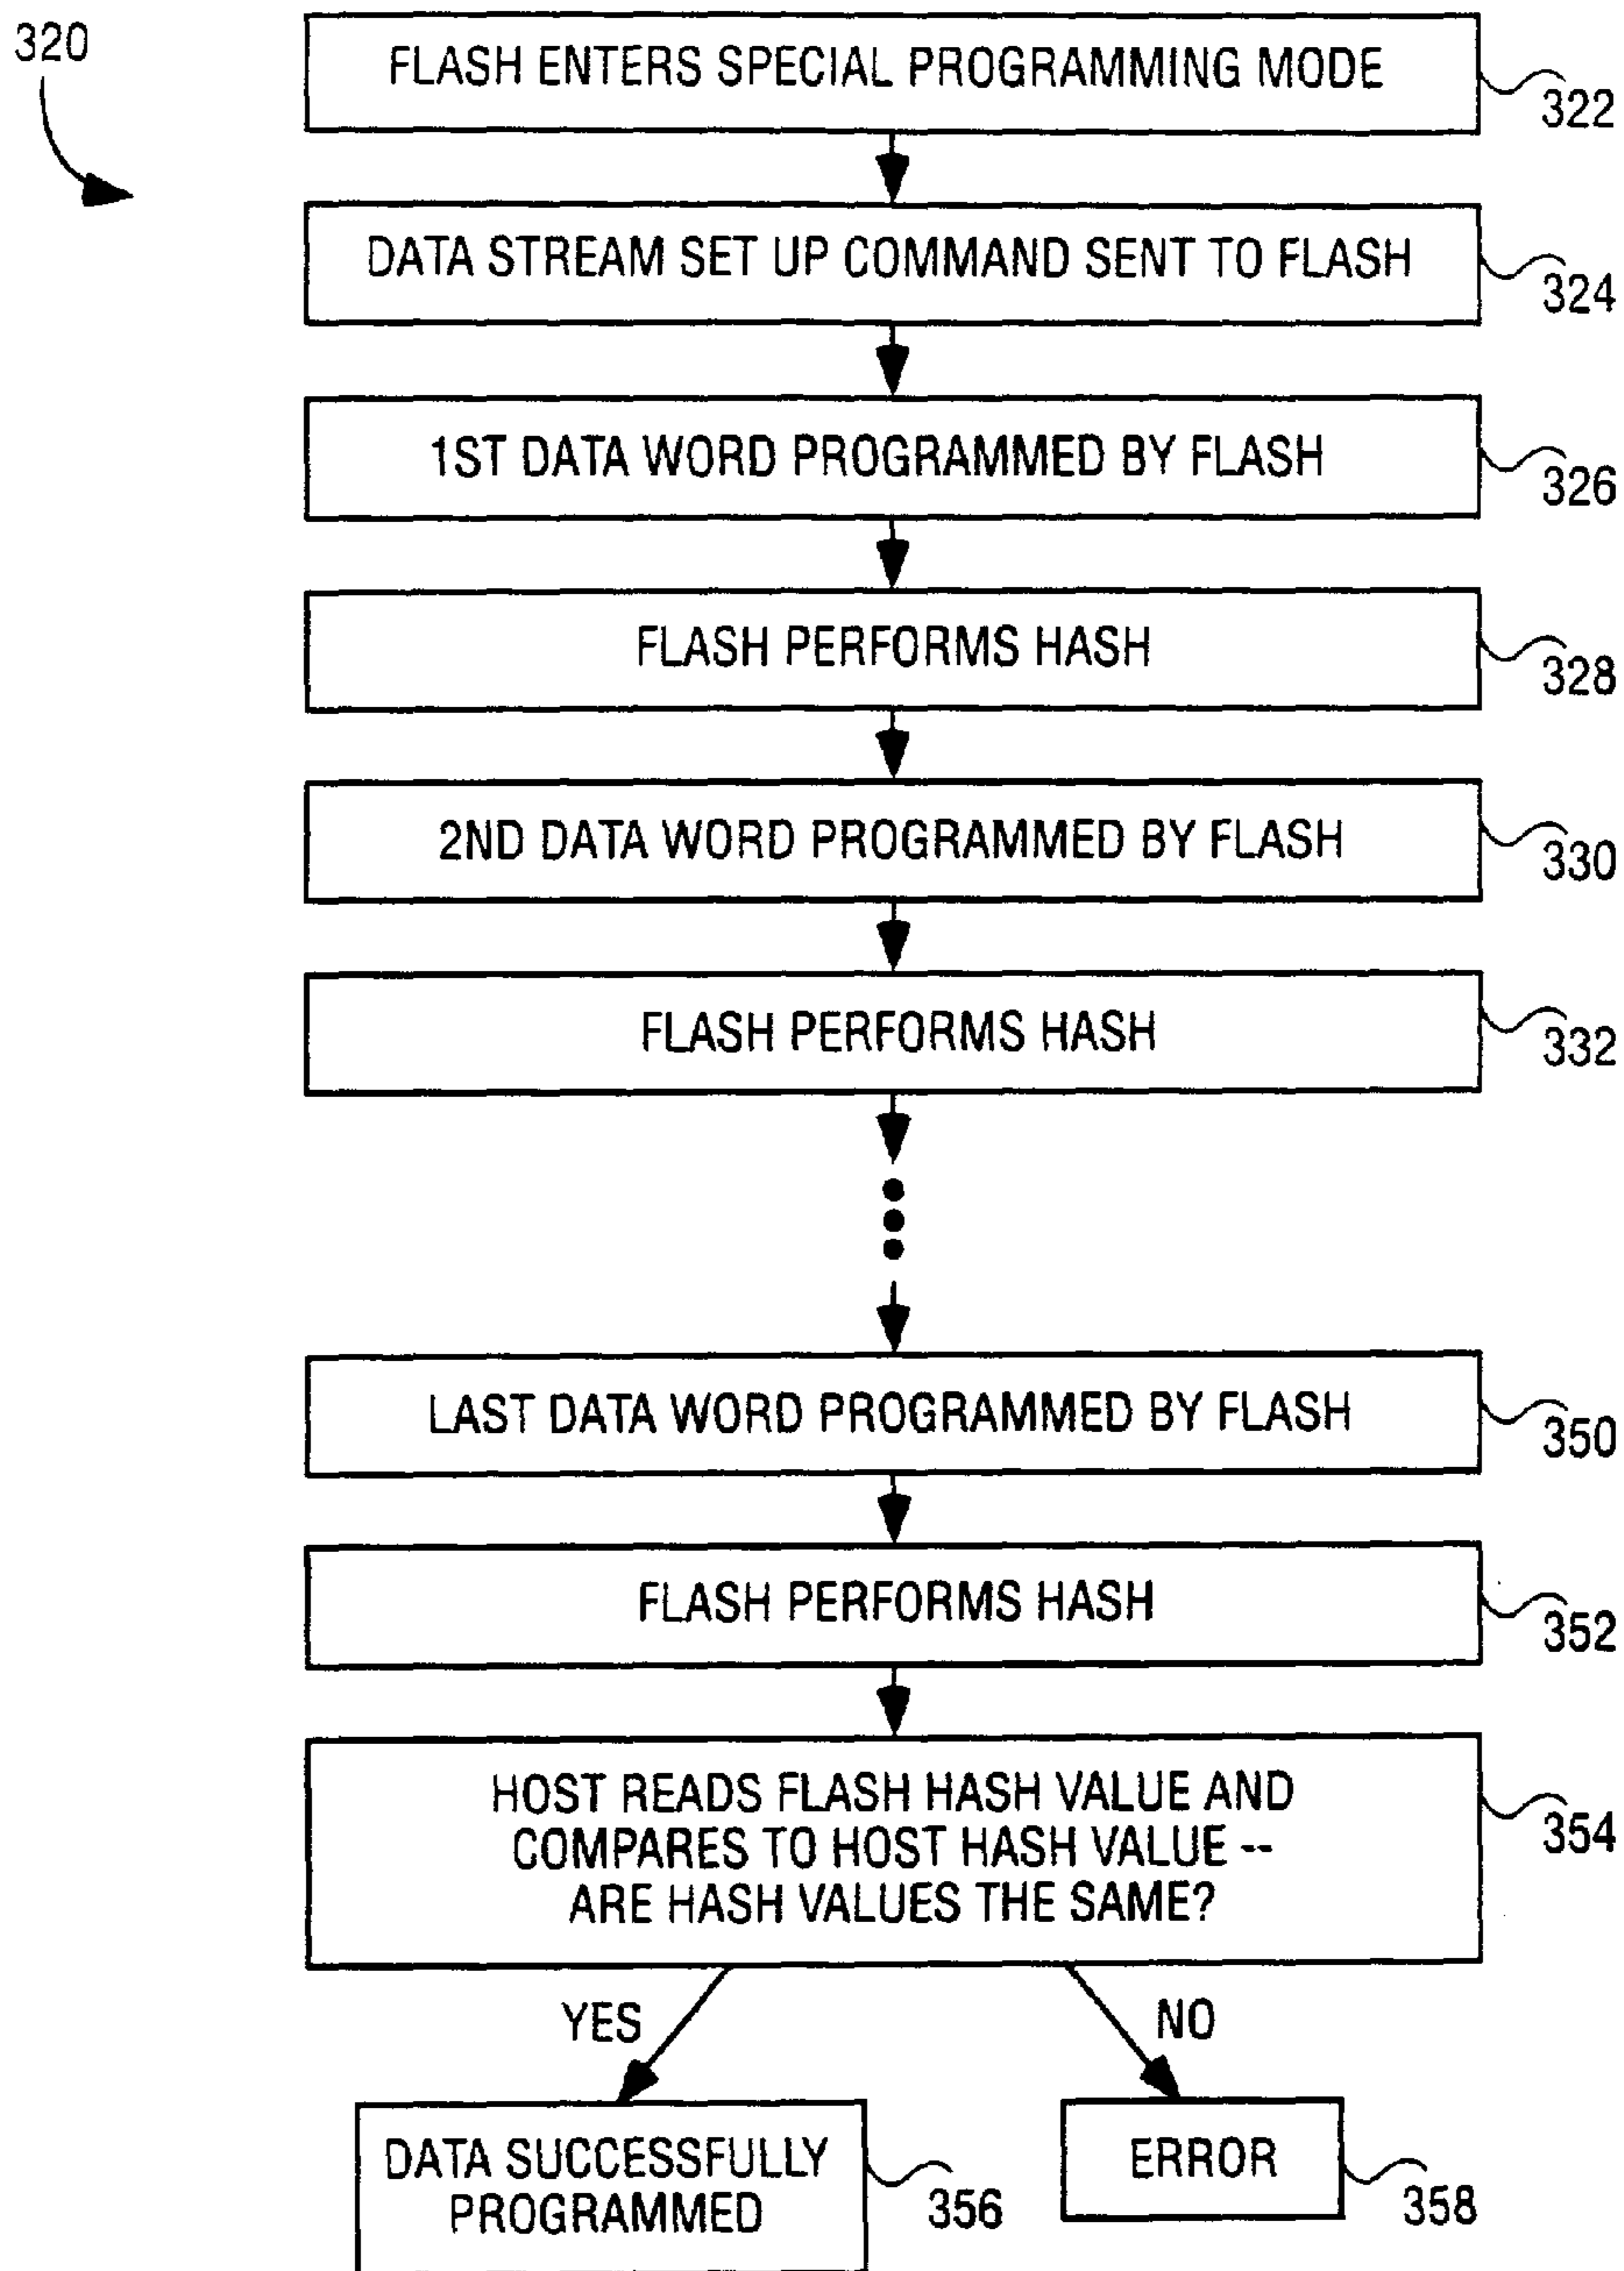 320
FLASH ENTERS SPECIAL PROGRAMMING MODE
322
DATA STREAM SET UP COMMAND SENT TO FLASH
324
1ST DATA WORD PROGRAMMED BY FLASH
326
FLASH PERFORMS HASH
328
2ND DATA WORD PROGRAMMED BY FLASH
330
FLASH PERFORMS HASH
332
LAST DATA WORD PROGRAMMED BY FLASH
350
FLASH PERFORMS HASH
352
HOST READS FLASH HASH VALUE AND
COMPARES TO HOST HASH VALUE --
ARE HASH VALUES THE SAME?
354
YES
NO
DATA SUCCESSFULLY
PROGRAMMED
356
ERROR
358